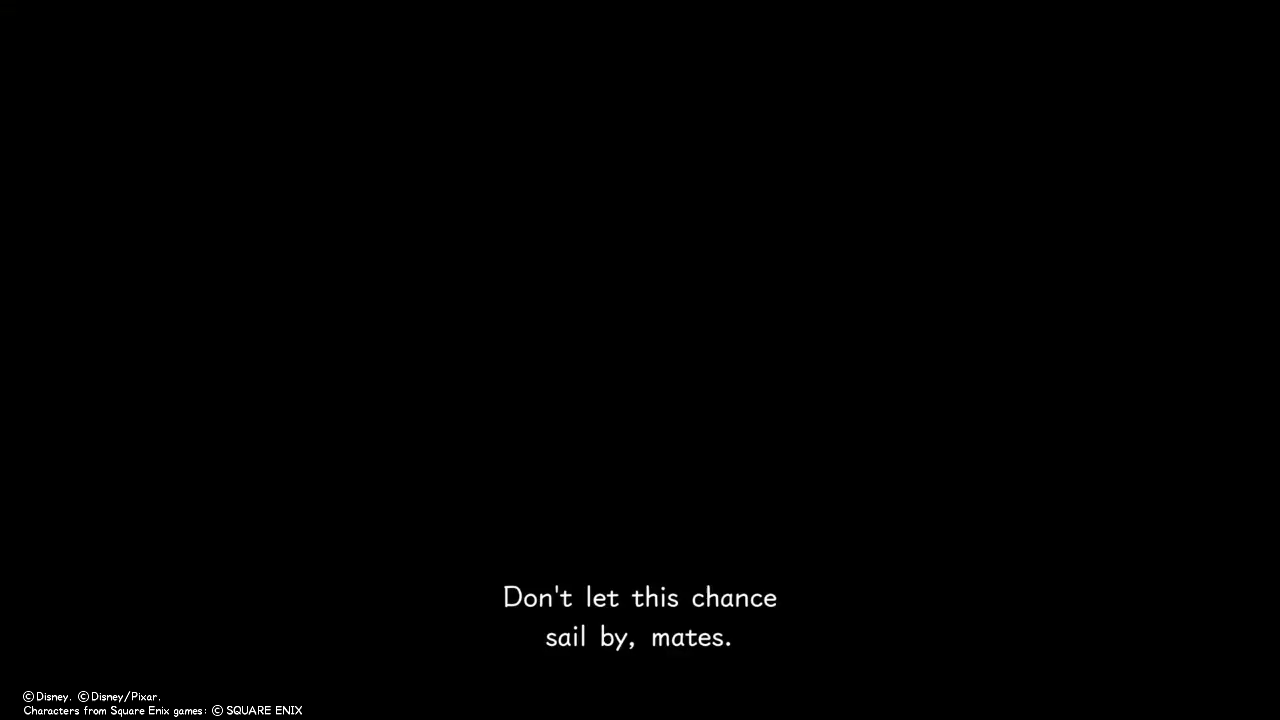 Don't let this chance
sail by, mates.
©Disney. ©Disney/Pixar.
Characters from Square Enix games: © SQUARE ENIX